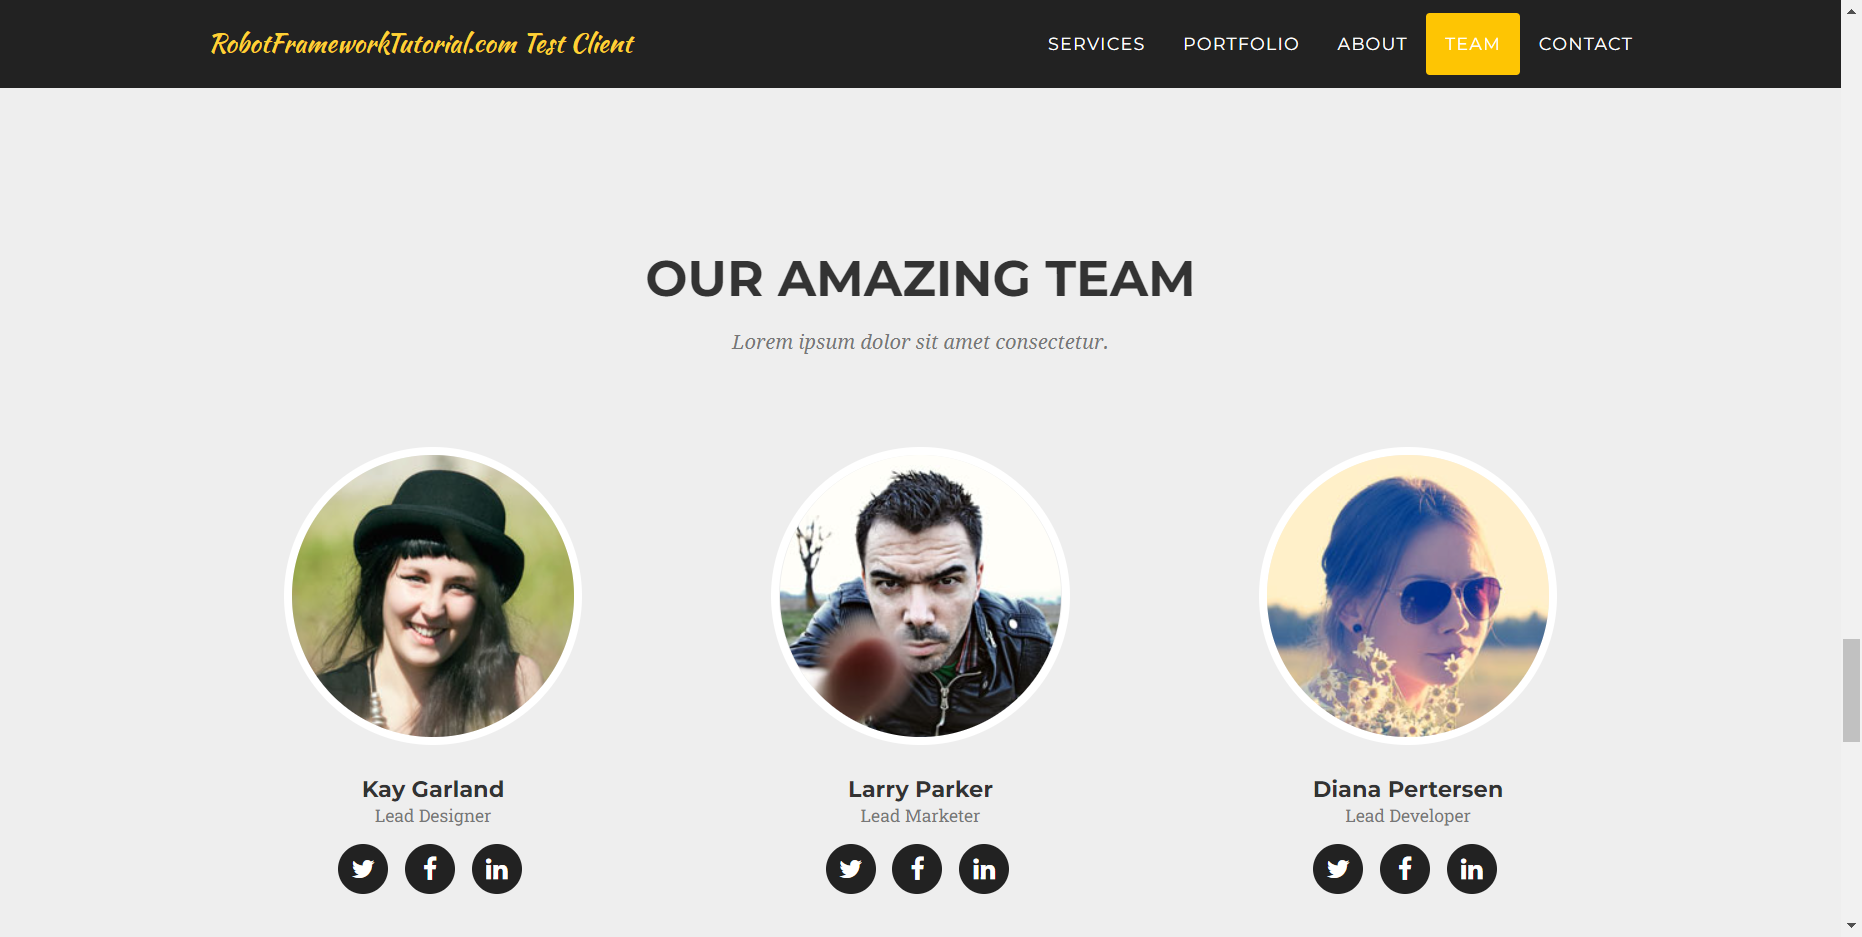 RobotFrameworkTutorial.com Test Client
SERVICES PORTFOLIO ABOUT TEAM CONTACT
OUR AMAZING TEAM
Lorem ipsum dolor sit amet consectetur.
Kay Garland
Lead Designer
Larry Parker
Lead Marketer
Diana Pertersen
Lead Developer